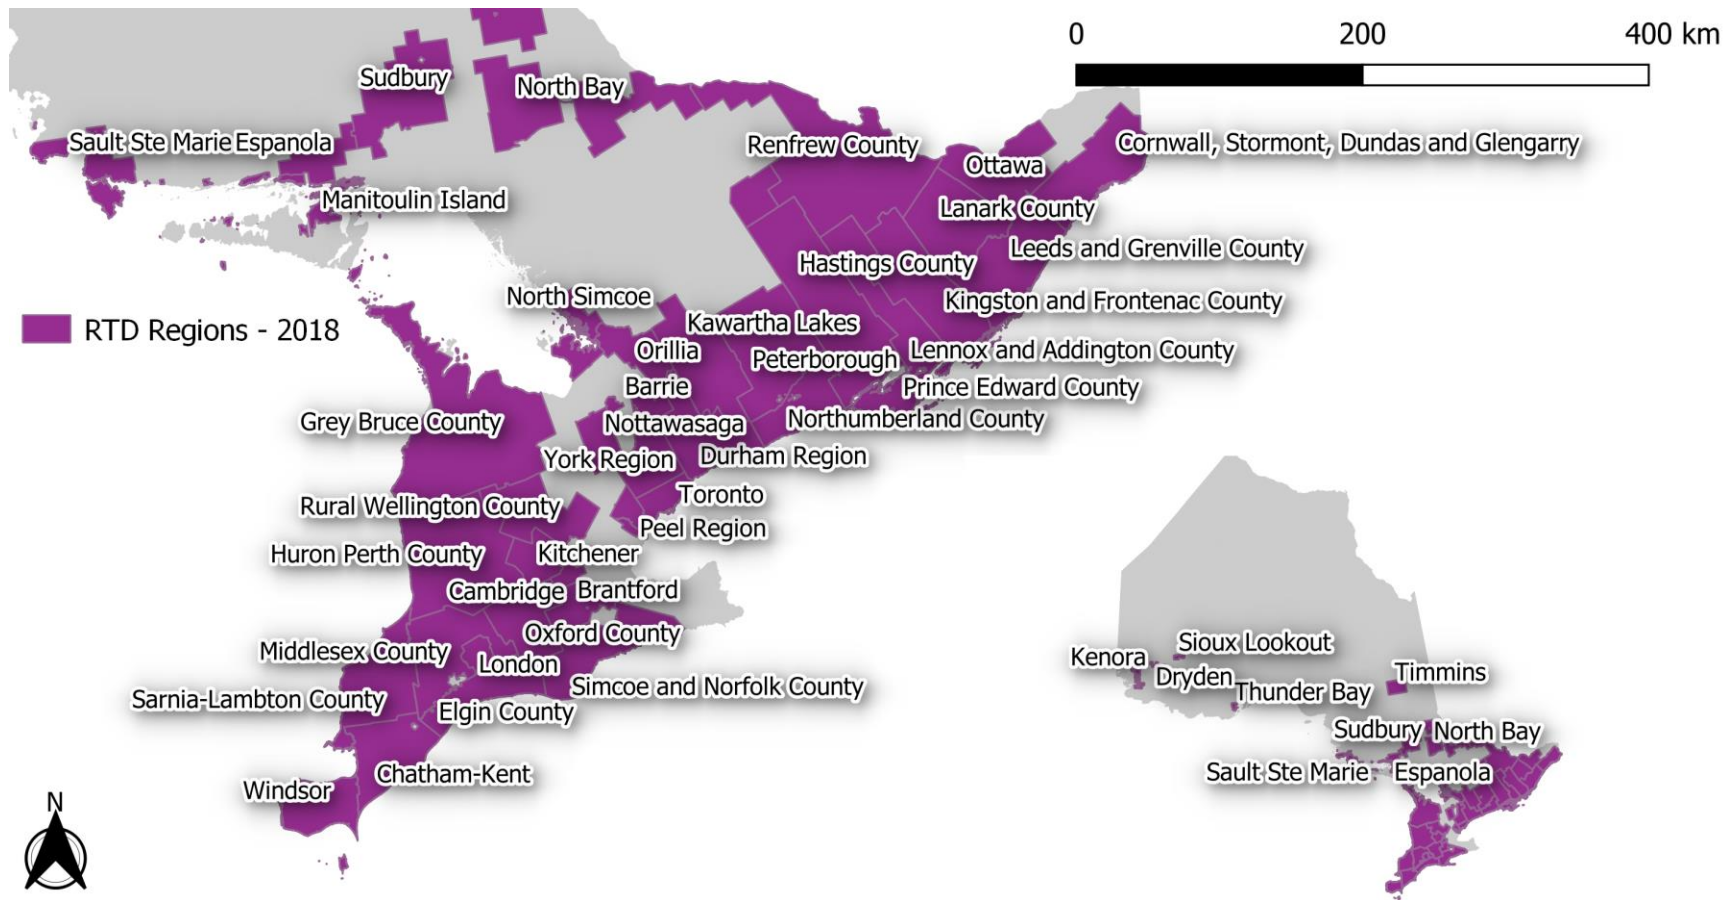 0 200 400 km
Sudbury
North Bay
Sault Ste Marie
Espanola
Renfrew County
Cornwall, Stormont, Dundas and Glengarry
Ottawa
Manitoulin Island
Lanark County
Leeds and Grenville County
Hastings County
North Simcoe
Kingston and Frontenac County
RTD Regions - 2018
Kawartha Lakes
Orillia
Peterborough
Lennox and Addington County
Barrie
Prince Edward County
Grey Bruce County
Nottawasaga
Northumberland County
York Region
Durham Region
Toronto
Rural Wellington County
Peel Region
Huron Perth County
Kitchener
Cambridge
Brantford
Oxford County
Middlesex County
London
Sarnia-Lambton County
Simcoe and Norfolk County
Elgin County
Chatham-Kent
Windsor
N
Sioux Lookout
Kenora
Dryden
Timmins
Thunder Bay
Sudbury
North Bay
Sault Ste Marie
Espanola